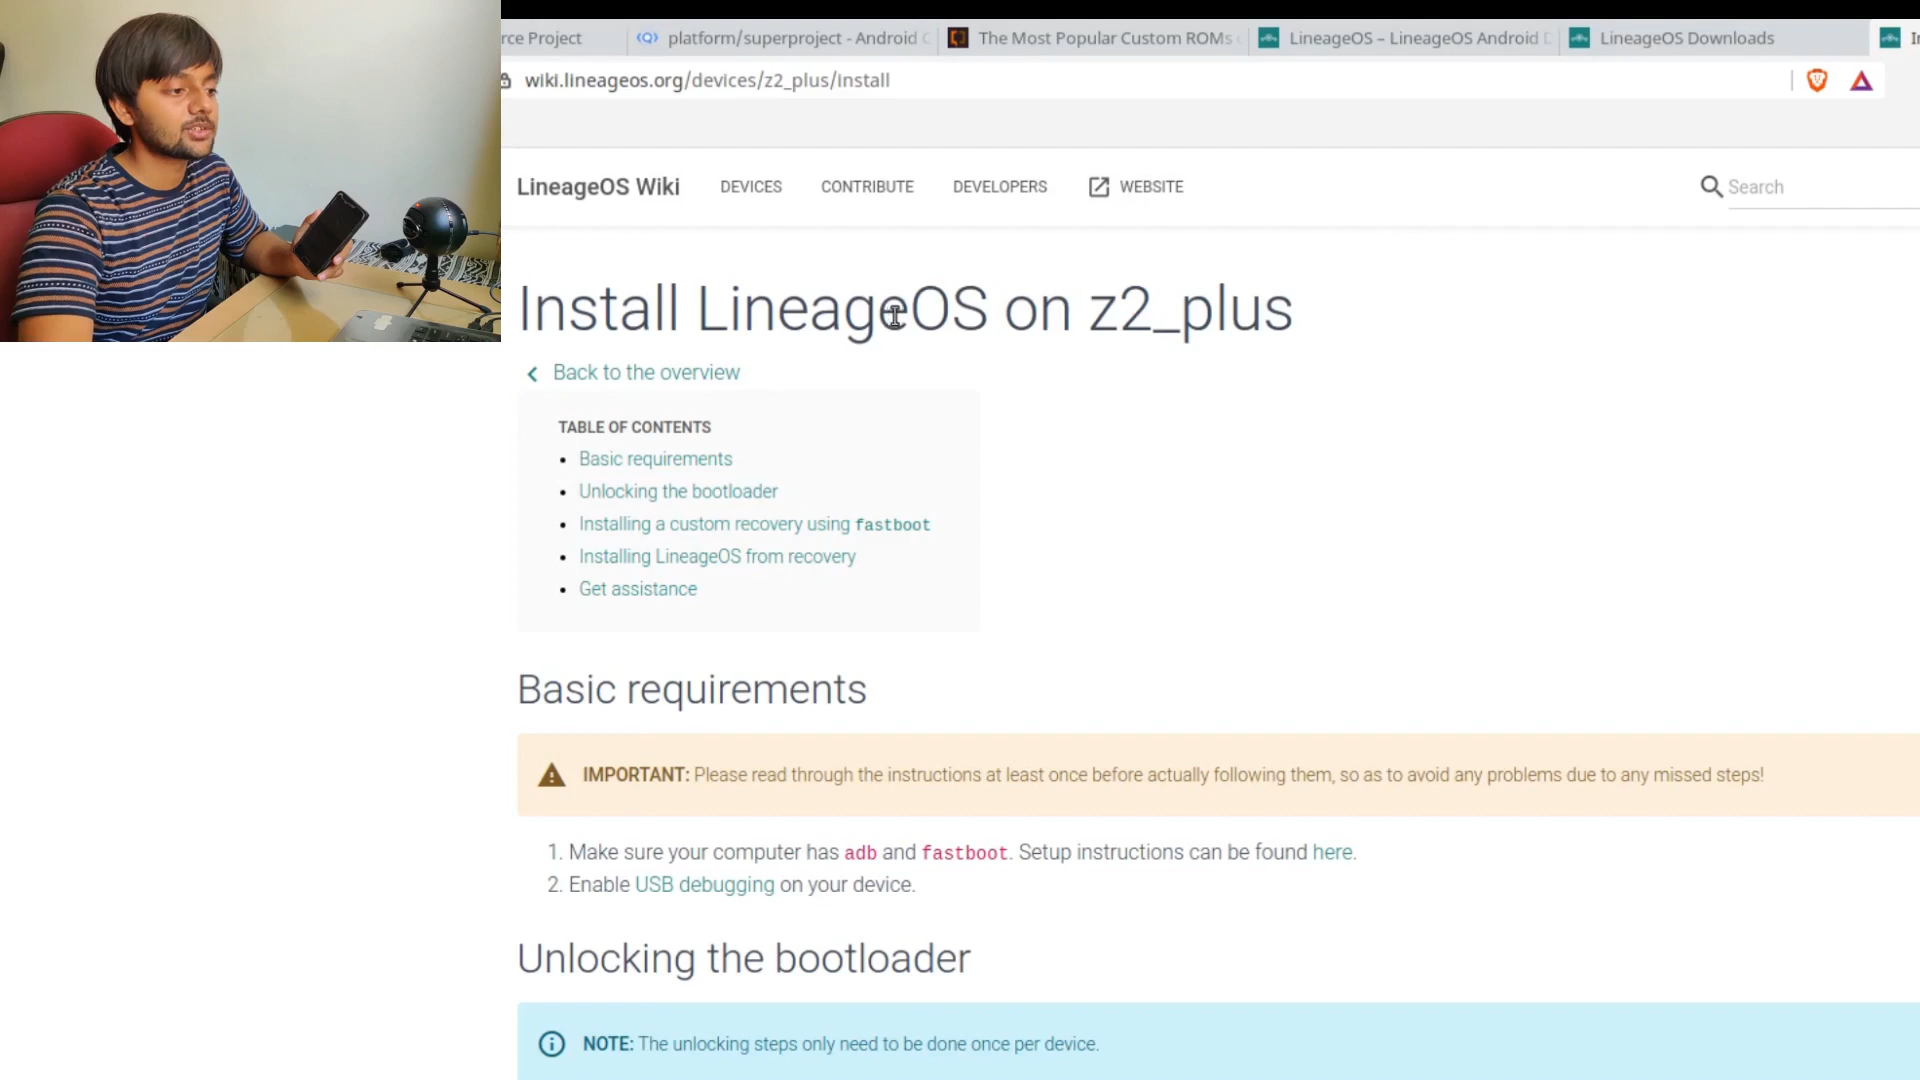 rce Project
platform/superproject - Android C
The Most Popular Custom ROMs
LineageOS – LineageOS Android D
LineageOS Downloads
wiki.lineageos.org/devices/z2_plus/install
LineageOS Wiki
DEVICES
CONTRIBUTE
DEVELOPERS
WEBSITE
Search
Install LineageOS on z2_plus
Back to the overview
TABLE OF CONTENTS
• Basic requirements
• Unlocking the bootloader
• Installing a custom recovery using fastboot
• Installing LineageOS from recovery
• Get assistance
Basic requirements
IMPORTANT: Please read through the instructions at least once before actually following them, so as to avoid any problems due to any missed steps!
1. Make sure your computer has adb and fastboot. Setup instructions can be found here.
2. Enable USB debugging on your device.
Unlocking the bootloader
NOTE: The unlocking steps only need to be done once per device.